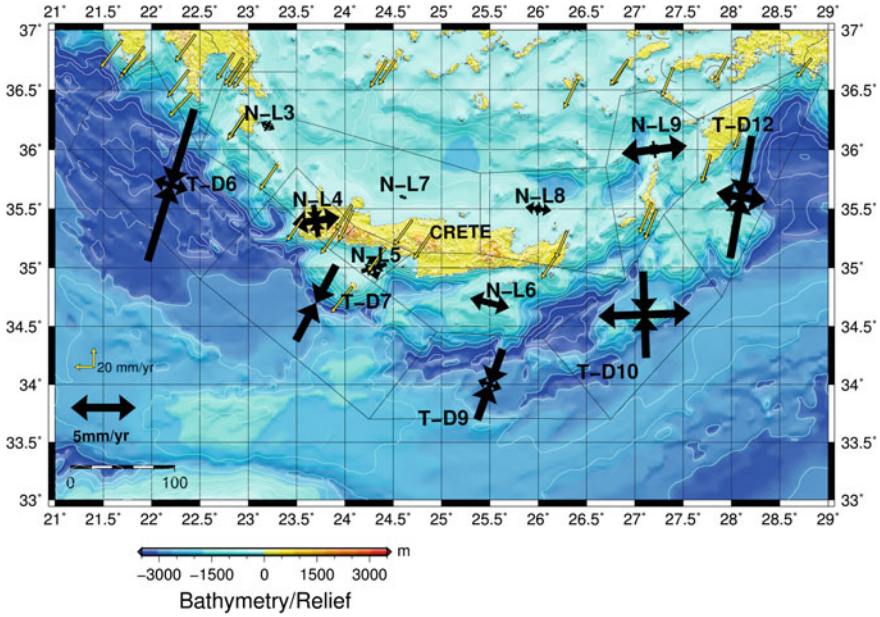 21° 21.5° 22° 22.5° 23° 23.5° 24° 24.5° 25° 25.5° 26° 26.5° 27° 27.5° 28° 28.5° 29°
37° 37°
36.5° 36.5°
N-L3 N-L9 T-D12
36° 36°
T-D6 N-L4 N-L7 N-L8
35.5° 35.5°
CRETE
N-L5
35° 35°
N-L6
T-D7
34.5° 34.5°
20 mm/yr T-D10
34° 34°
T-D9
5mm/yr
33.5° 33.5°
0 100
33° 33°
21° 21.5° 22° 22.5° 23° 23.5° 24° 24.5° 25° 25.5° 26° 26.5° 27° 27.5° 28° 28.5° 29°
m
−3000 −1500 0 1500 3000
Bathymetry/Relief